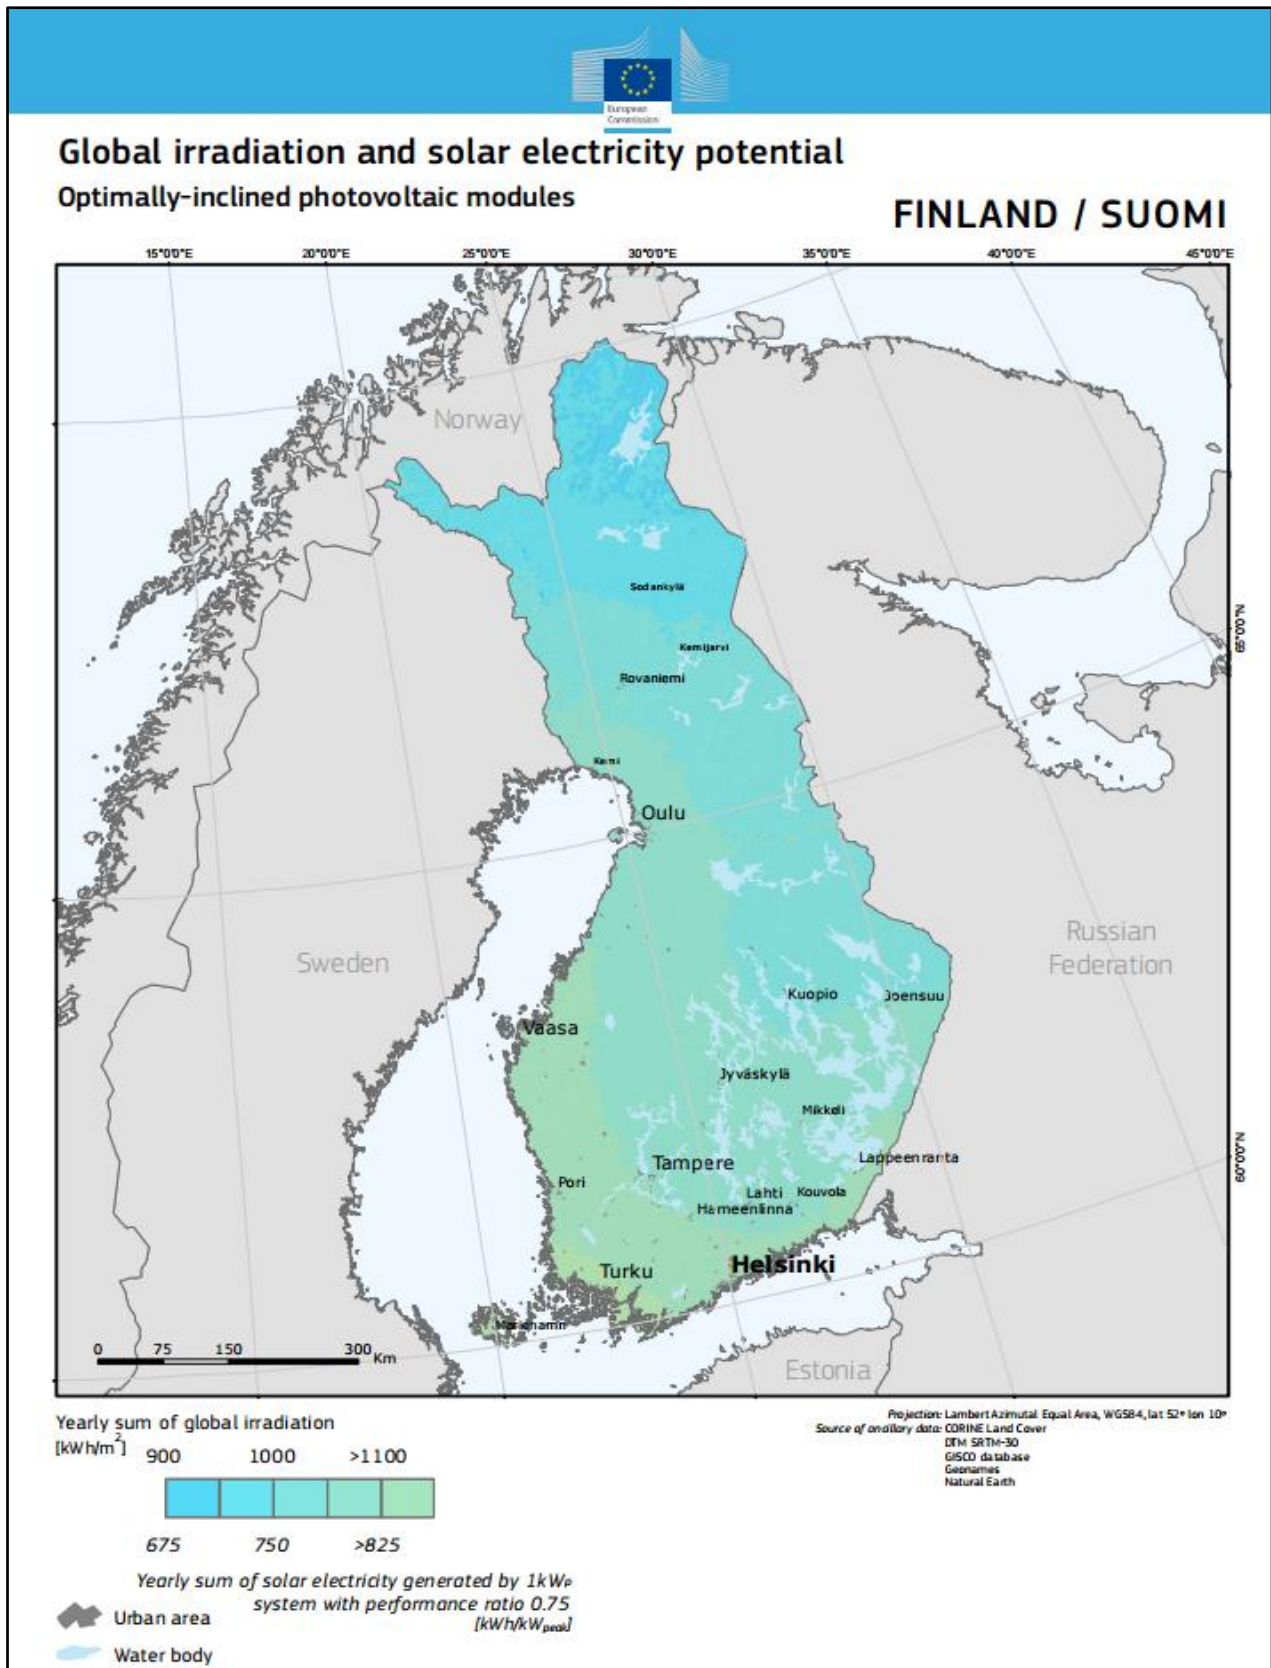 European
Commission
Global irradiation and solar electricity potential
Optimally-inclined photovoltaic modules
FINLAND / SUOMI
15°0'0"E 20°0'0"E 25°0'0"E 30°0'0"E 35°0'0"E 40°0'0"E 45°0'0"E
Norway
Sodankylä
65°0'0"N
Kemijarvi
Rovaniemi
Kemi
Oulu
Russian
Federation
Sweden
Kuopio
Joensuu
Vaasa
Jyväskylä
Mikkeli
60°0'0"N
Lappeenranta
Tampere
Pori
Lahti
Kouvola
Hameenlinna
Helsinki
Turku
Mariehamn
0 75 150 300 Km
Estonia
Yearly sum of global irradiation
[kWh/m²]
900 1000 >1100
675 750 >825
Yearly sum of solar electricity generated by 1kWp
system with performance ratio 0.75
[kWh/kWpeak]
Urban area
Water body
Projection: Lambert Azimutal Equal Area, WGS84, lat 52° lon 10°
Source of ancillary data: CORINE Land Cover
DTM SRTM-30
GISCO database
Geonames
Natural Earth